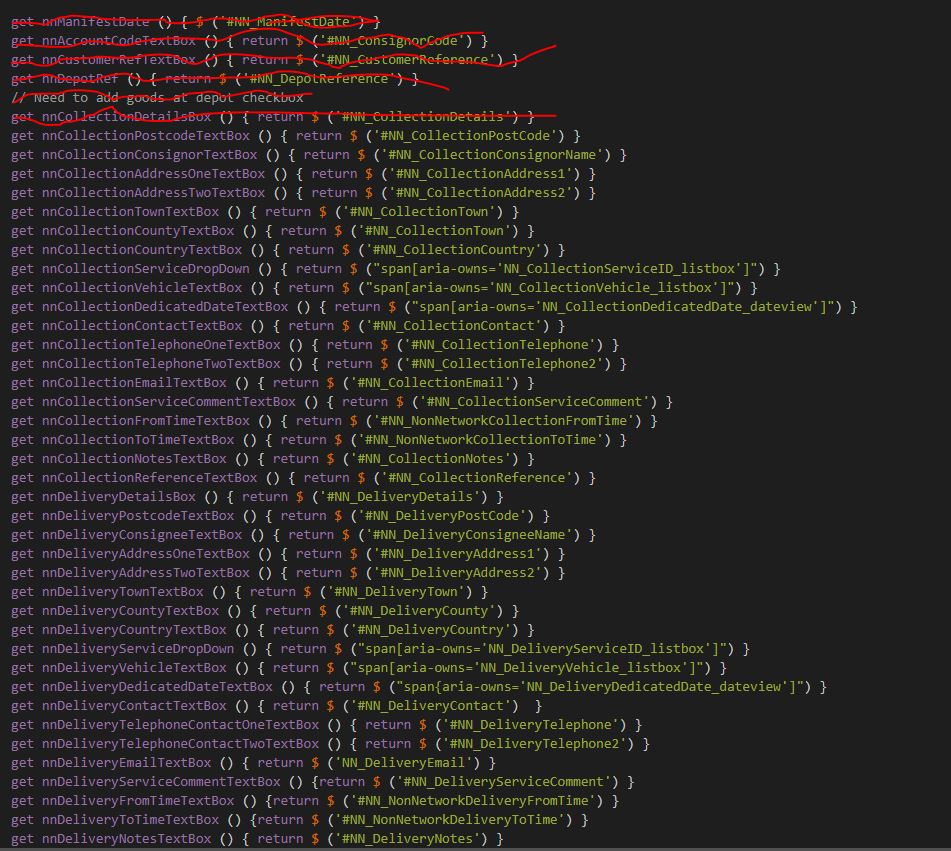 get nnManifestDate () { $ ('#NN_ManifestDate') }
get nnAccountCodeTextBox () { return $ ('#NN_ConsignorCode') }
get nnCustomerRefTextBox () { return $ ('#NN_CustomerReference') }
get nnDepotRef () { return $ ('#NN_DepotReference') }
// Need to add goods at depot checkbox
get nnCollectionDetailsBox () { return $ ('#NN_CollectionDetails') }
get nnCollectionPostcodeTextBox () { return $ ('#NN_CollectionPostCode') }
get nnCollectionConsignorTextBox () { return $ ('#NN_CollectionConsignorName') }
get nnCollectionAddressOneTextBox () { return $ ('#NN_CollectionAddress1') }
get nnCollectionAddressTwoTextBox () { return $ ('#NN_CollectionAddress2') }
get nnCollectionTownTextBox () { return $ ('#NN_CollectionTown') }
get nnCollectionCountyTextBox () { return $ ('#NN_CollectionTown') }
get nnCollectionCountryTextBox () { return $ ('#NN_CollectionCountry') }
get nnCollectionServiceDropDown () { return $ ("span[aria-owns='NN_CollectionServiceID_listbox']") }
get nnCollectionVehicleTextBox () { return $ ("span[aria-owns='NN_CollectionVehicle_listbox']") }
get nnCollectionDedicatedDateTextBox () { return $ ("span[aria-owns='NN_CollectionDedicatedDate_dateview']") }
get nnCollectionContactTextBox () { return $ ('#NN_CollectionContact') }
get nnCollectionTelephoneOneTextBox () { return $ ('#NN_CollectionTelephone') }
get nnCollectionTelephoneTwoTextBox () { return $ ('#NN_CollectionTelephone2') }
get nnCollectionEmailTextBox () { return $ ('#NN_CollectionEmail') }
get nnCollectionServiceCommentTextBox () { return $ ('#NN_CollectionServiceComment') }
get nnCollectionFromTimeTextBox () { return $ ('#NN_NonNetworkCollectionFromTime') }
get nnCollectionToTimeTextBox () { return $ ('#NN_NonNetworkCollectionToTime') }
get nnCollectionNotesTextBox () { return $ ('#NN_CollectionNotes') }
get nnCollectionReferenceTextBox () { return $ ('#NN_CollectionReference') }
get nnDeliveryDetailsBox () { return $ ('#NN_DeliveryDetails') }
get nnDeliveryPostcodeTextBox () { return $ ('#NN_DeliveryPostCode') }
get nnDeliveryConsigneeTextBox () { return $ ('#NN_DeliveryConsigneeName') }
get nnDeliveryAddressOneTextBox () { return $ ('#NN_DeliveryAddress1') }
get nnDeliveryAddressTwoTextBox () { return $ ('#NN_DeliveryAddress2') }
get nnDeliveryTownTextBox () { return $ ('#NN_DeliveryTown') }
get nnDeliveryCountyTextBox () { return $ ('#NN_DeliveryCounty') }
get nnDeliveryCountryTextBox () { return $ ('#NN_DeliveryCountry') }
get nnDeliveryServiceDropDown () { return $ ("span[aria-owns='NN_DeliveryServiceID_listbox']") }
get nnDeliveryVehicleTextBox () { return $ ("span[aria-owns='NN_DeliveryVehicle_listbox']") }
get nnDeliveryDedicatedDateTextBox () { return $ ("span{aria-owns='NN_DeliveryDedicatedDate_dateview']") }
get nnDeliveryContactTextBox () { return $ ('#NN_DeliveryContact')  }
get nnDeliveryTelephoneContactOneTextBox () { return $ ('#NN_DeliveryTelephone') }
get nnDeliveryTelephoneContactTwoTextBox () { return $ ('#NN_DeliveryTelephone2') }
get nnDeliveryEmailTextBox () { return $ ('NN_DeliveryEmail') }
get nnDeliveryServiceCommentTextBox () {return $ ('#NN_DeliveryServiceComment') }
get nnDeliveryFromTimeTextBox () {return $ ('#NN_NonNetworkDeliveryFromTime') }
get nnDeliveryToTimeTextBox () {return $ ('#NN_NonNetworkDeliveryToTime') }
get nnDeliveryNotesTextBox () { return $ ('#NN_DeliveryNotes') }